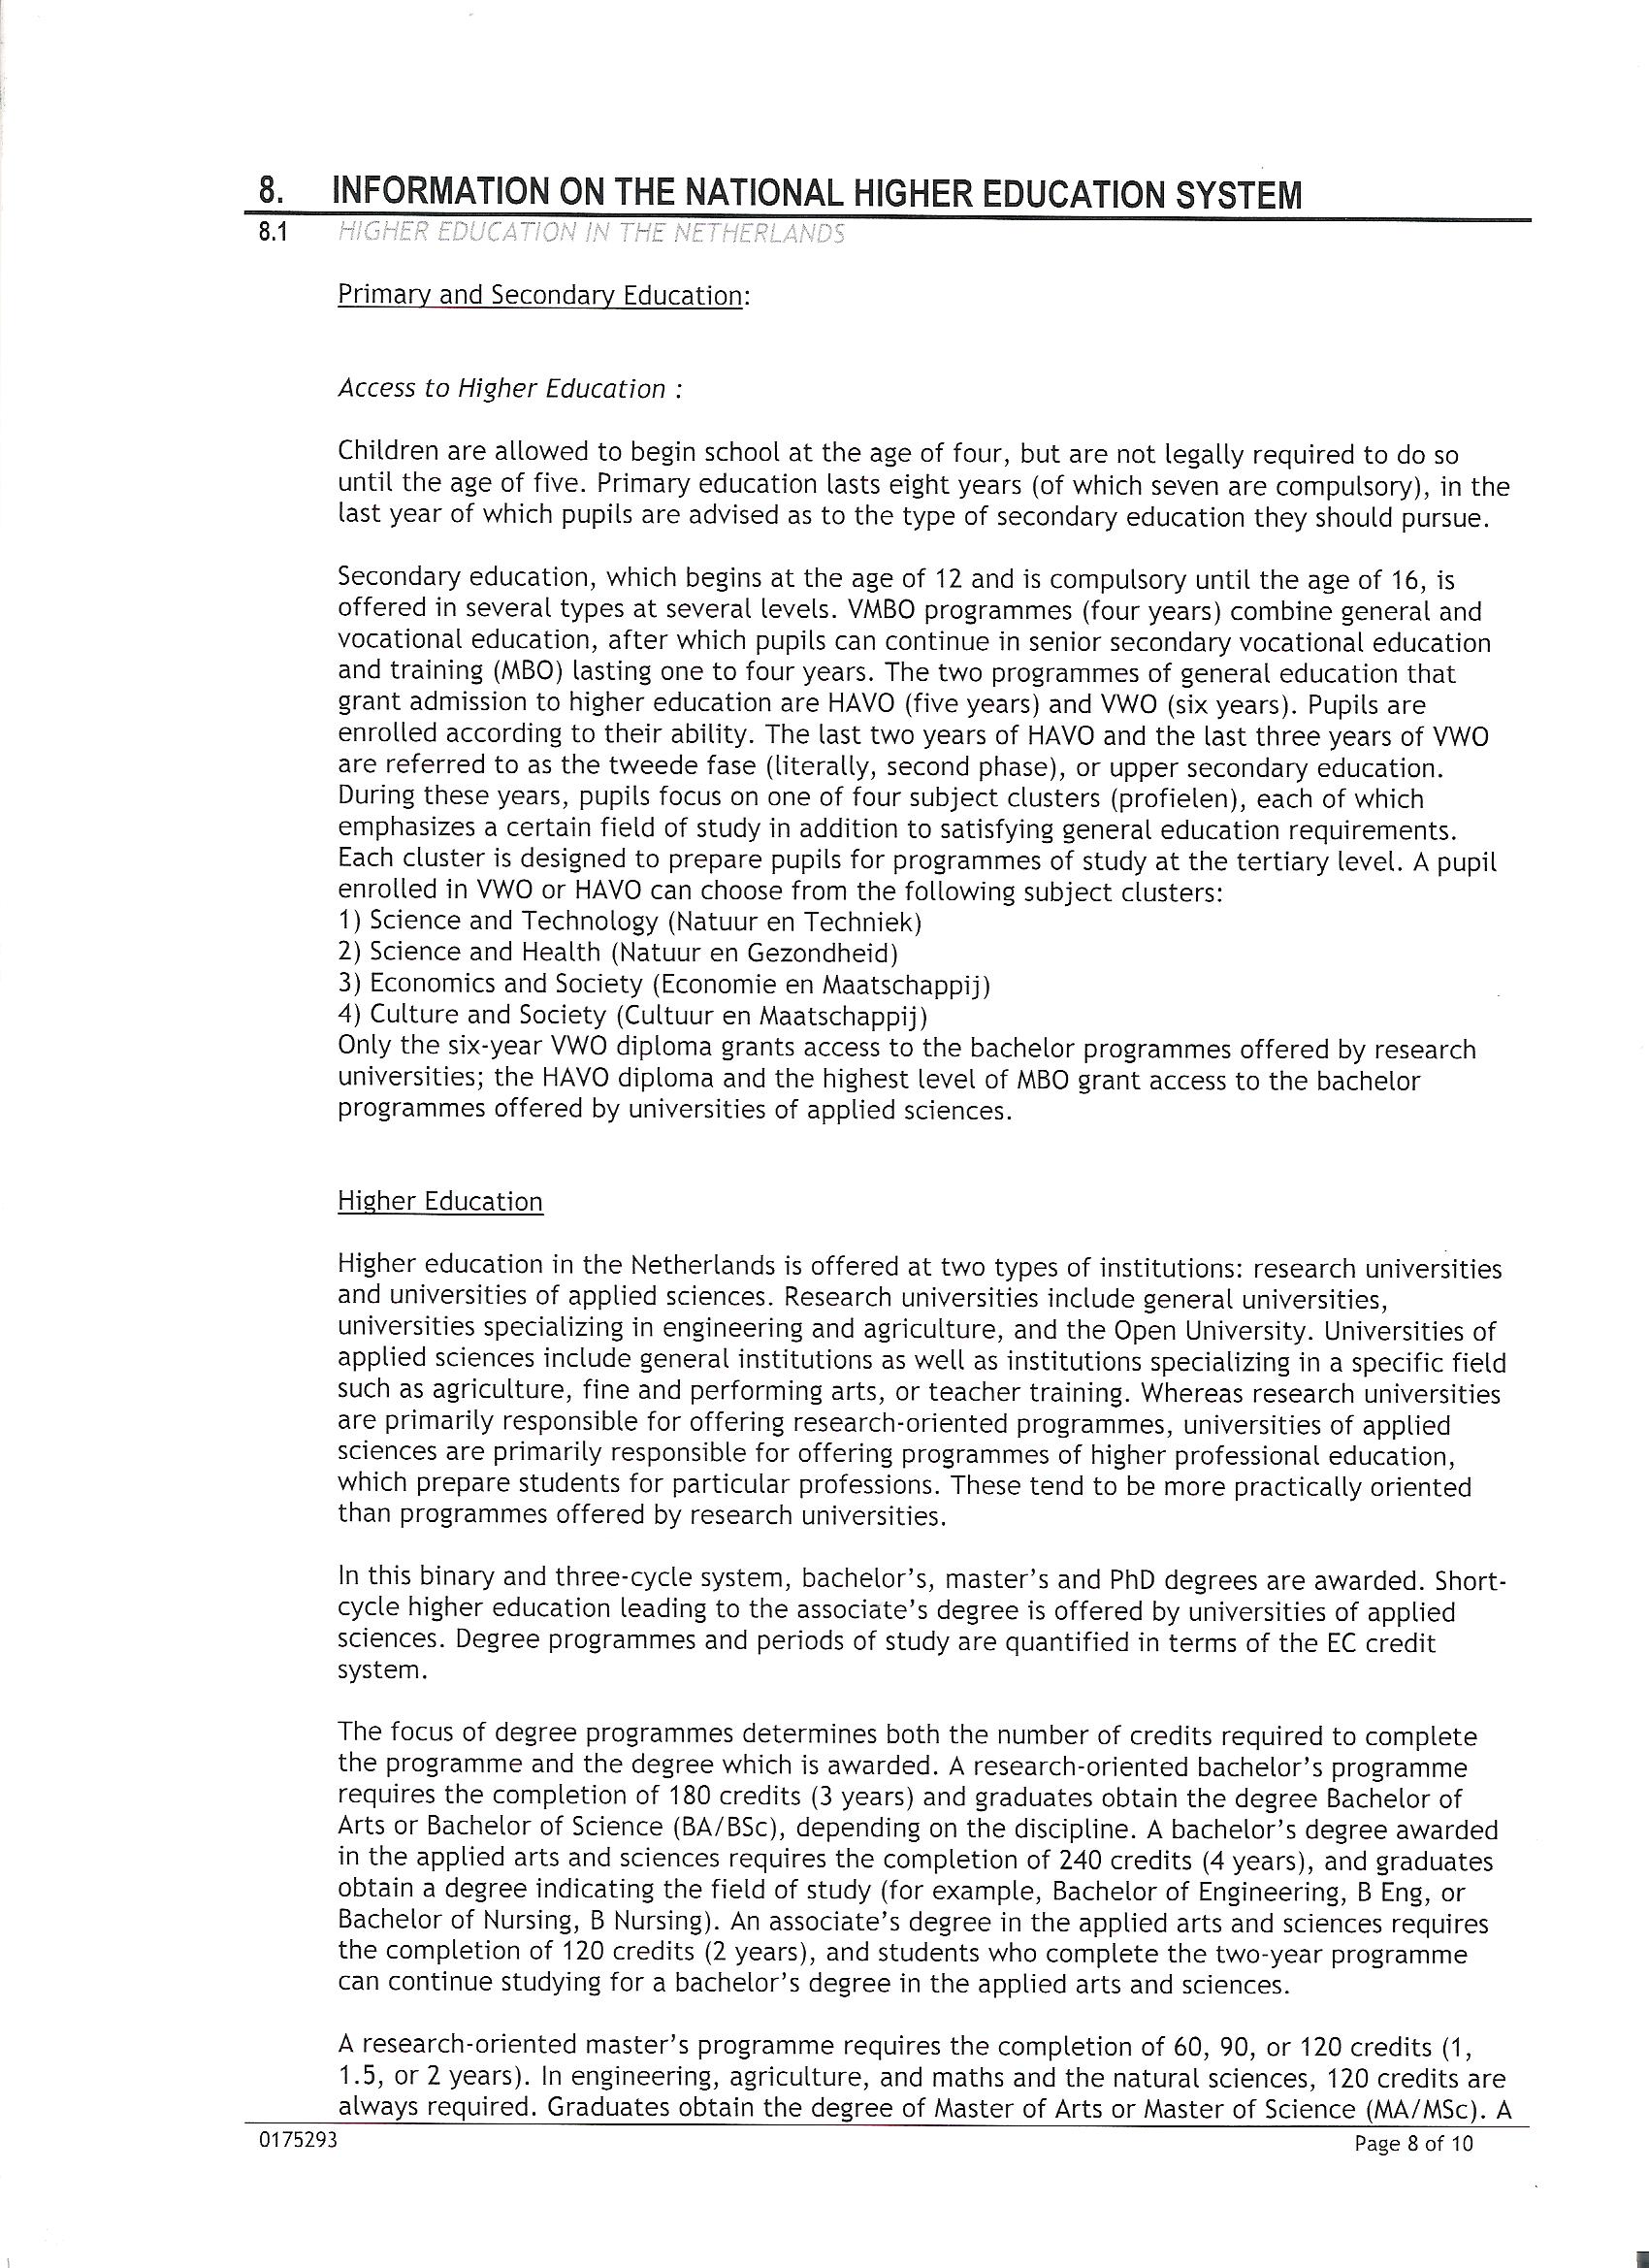 8. INFORMATION ON THE NATIONAL HIGHER EDUCATION SYSTEM
8.1 HIGHER EDUCATION IN THE NETHERLANDS
Primary and Secondary Education:
Access to Higher Education :
Children are allowed to begin school at the age of four, but are not legally required to do so
until the age of five. Primary education lasts eight years (of which seven are compulsory), in the
last year of which pupils are advised as to the type of secondary education they should pursue.
Secondary education, which begins at the age of 12 and is compulsory until the age of 16, is
offered in several types at several levels. VMBO programmes (four years) combine general and
vocational education, after which pupils can continue in senior secondary vocational education
and training (MBO) lasting one to four years. The two programmes of general education that
grant admission to higher education are HAVO (five years) and VWO (six years). Pupils are
enrolled according to their ability. The last two years of HAVO and the last three years of VWO
are referred to as the tweede fase (literally, second phase), or upper secondary education.
During these years, pupils focus on one of four subject clusters (profielen), each of which
emphasizes a certain field of study in addition to satisfying general education requirements.
Each cluster is designed to prepare pupils for programmes of study at the tertiary level. A pupil
enrolled in VWO or HAVO can choose from the following subject clusters:
1) Science and Technology (Natuur en Techniek)
2) Science and Health (Natuur en Gezondheid)
3) Economics and Society (Economie en Maatschappij)
4) Culture and Society (Cultuur en Maatschappij)
Only the six-year VWO diploma grants access to the bachelor programmes offered by research
universities; the HAVO diploma and the highest level of MBO grant access to the bachelor
programmes offered by universities of applied sciences.
Higher Education
Higher education in the Netherlands is offered at two types of institutions: research universities
and universities of applied sciences. Research universities include general universities,
universities specializing in engineering and agriculture, and the Open University. Universities of
applied sciences include general institutions as well as institutions specializing in a specific field
such as agriculture, fine and performing arts, or teacher training. Whereas research universities
are primarily responsible for offering research-oriented programmes, universities of applied
sciences are primarily responsible for offering programmes of higher professional education,
which prepare students for particular professions. These tend to be more practically oriented
than programmes offered by research universities.
In this binary and three-cycle system, bachelor's, master's and PhD degrees are awarded. Short-
cycle higher education leading to the associate's degree is offered by universities of applied
sciences. Degree programmes and periods of study are quantified in terms of the EC credit
system.
The focus of degree programmes determines both the number of credits required to complete
the programme and the degree which is awarded. A research-oriented bachelor's programme
requires the completion of 180 credits (3 years) and graduates obtain the degree Bachelor of
Arts or Bachelor of Science (BA/BSc), depending on the discipline. A bachelor's degree awarded
in the applied arts and sciences requires the completion of 240 credits (4 years), and graduates
obtain a degree indicating the field of study (for example, Bachelor of Engineering, B Eng, or
Bachelor of Nursing, B Nursing). An associate's degree in the applied arts and sciences requires
the completion of 120 credits (2 years), and students who complete the two-year programme
can continue studying for a bachelor's degree in the applied arts and sciences.
A research-oriented master's programme requires the completion of 60, 90, or 120 credits (1,
1.5, or 2 years). In engineering, agriculture, and maths and the natural sciences, 120 credits are
always required. Graduates obtain the degree of Master of Arts or Master of Science (MA/MSc). A
0175293 Page 8 of 10